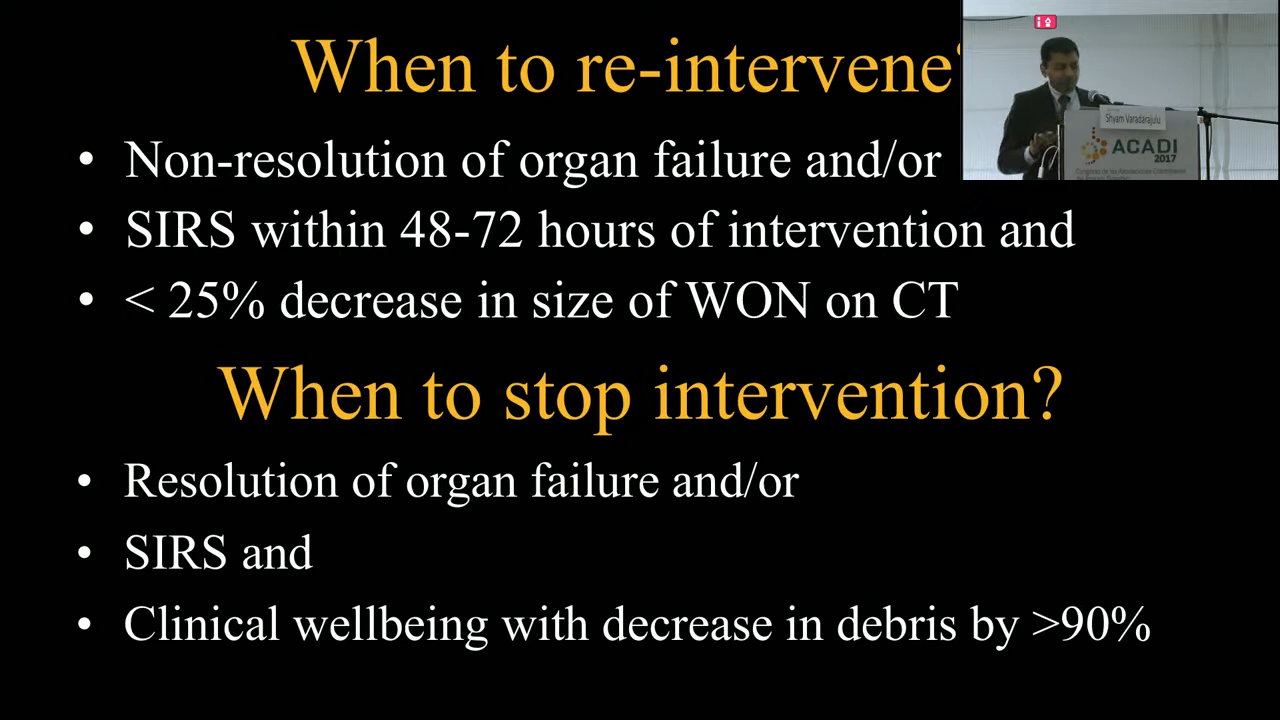 When to re-intervene?
• Non-resolution of organ failure and/or
• SIRS within 48-72 hours of intervention and
• < 25% decrease in size of WON on CT
When to stop intervention?
• Resolution of organ failure and/or
• SIRS and
• Clinical wellbeing with decrease in debris by >90%
Shyam Varadarajulu
ACADI
2017